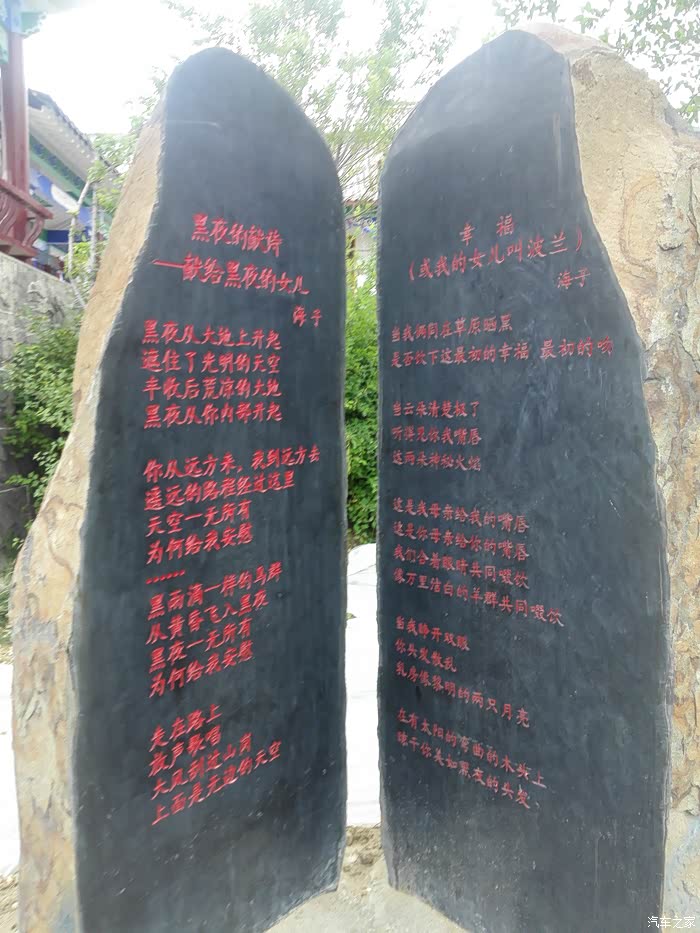 黑夜的献诗
——献给黑夜的女儿
海子
黑夜从大地上升起
遮住了光明的天空
丰收后荒凉的大地
黑夜从你内部升起
你从远方来，我到远方去
遥远的路程经过这里
天空一无所有
为何给我安慰
……
黑雨滴一样的鸟群
从黄昏飞入黑夜
黑夜一无所有
为何给我安慰
走在路上
放声歌唱
大风刮过山岗
上面是无边的天空
幸福
（或我的女儿叫波兰）
海子
当我俩同在草原晒黑
是否饮下这最初的幸福 最初的吻
当云朵清楚极了
听得见你我嘴唇
这两朵神秘火焰
这是我母亲给我的嘴唇
这是你母亲给你的嘴唇
我们合着眼睛共同啜饮
像万里洁白的羊群共同啜饮
当我睁开双眼
你头发散乱
乳房像黎明的两只月亮
在有太阳的弯曲的木头上
晾干你美如黑夜的头发
汽车之家